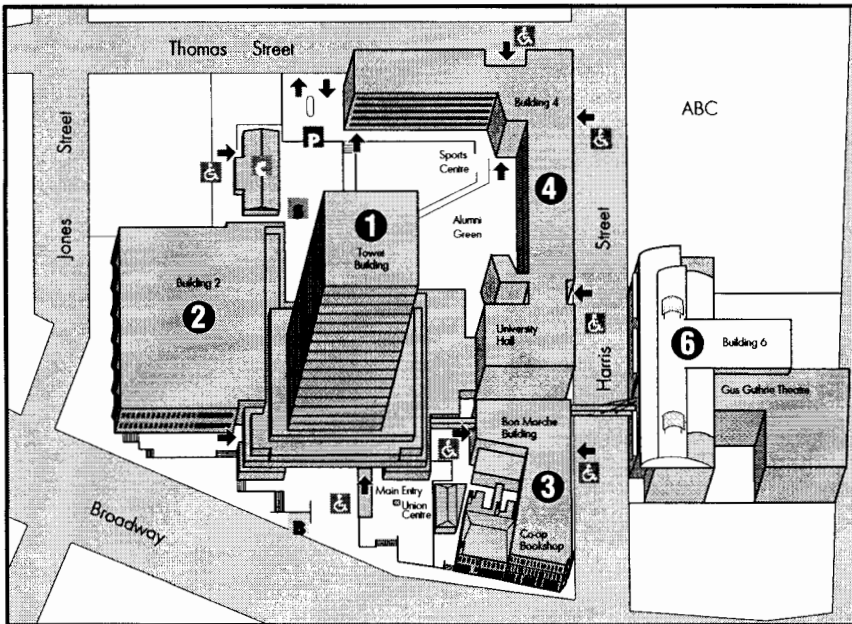 Thomas Street
Building 4
ABC
Jones Street
P
Sports
Centre
C
4
S
1
Alumni
Green
Tower
Building
Harris Street
Building 2
2
University
Hall
6
Building 6
Gus Guthrie Theatre
Bon Marche
Building
3
Main Entry
Union
Centre
B
Broadway
Co-op
Bookshop